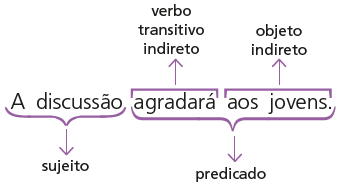 verbo
transitivo
indireto
objeto
indireto
A discussão agradará aos jovens.
sujeito
predicado